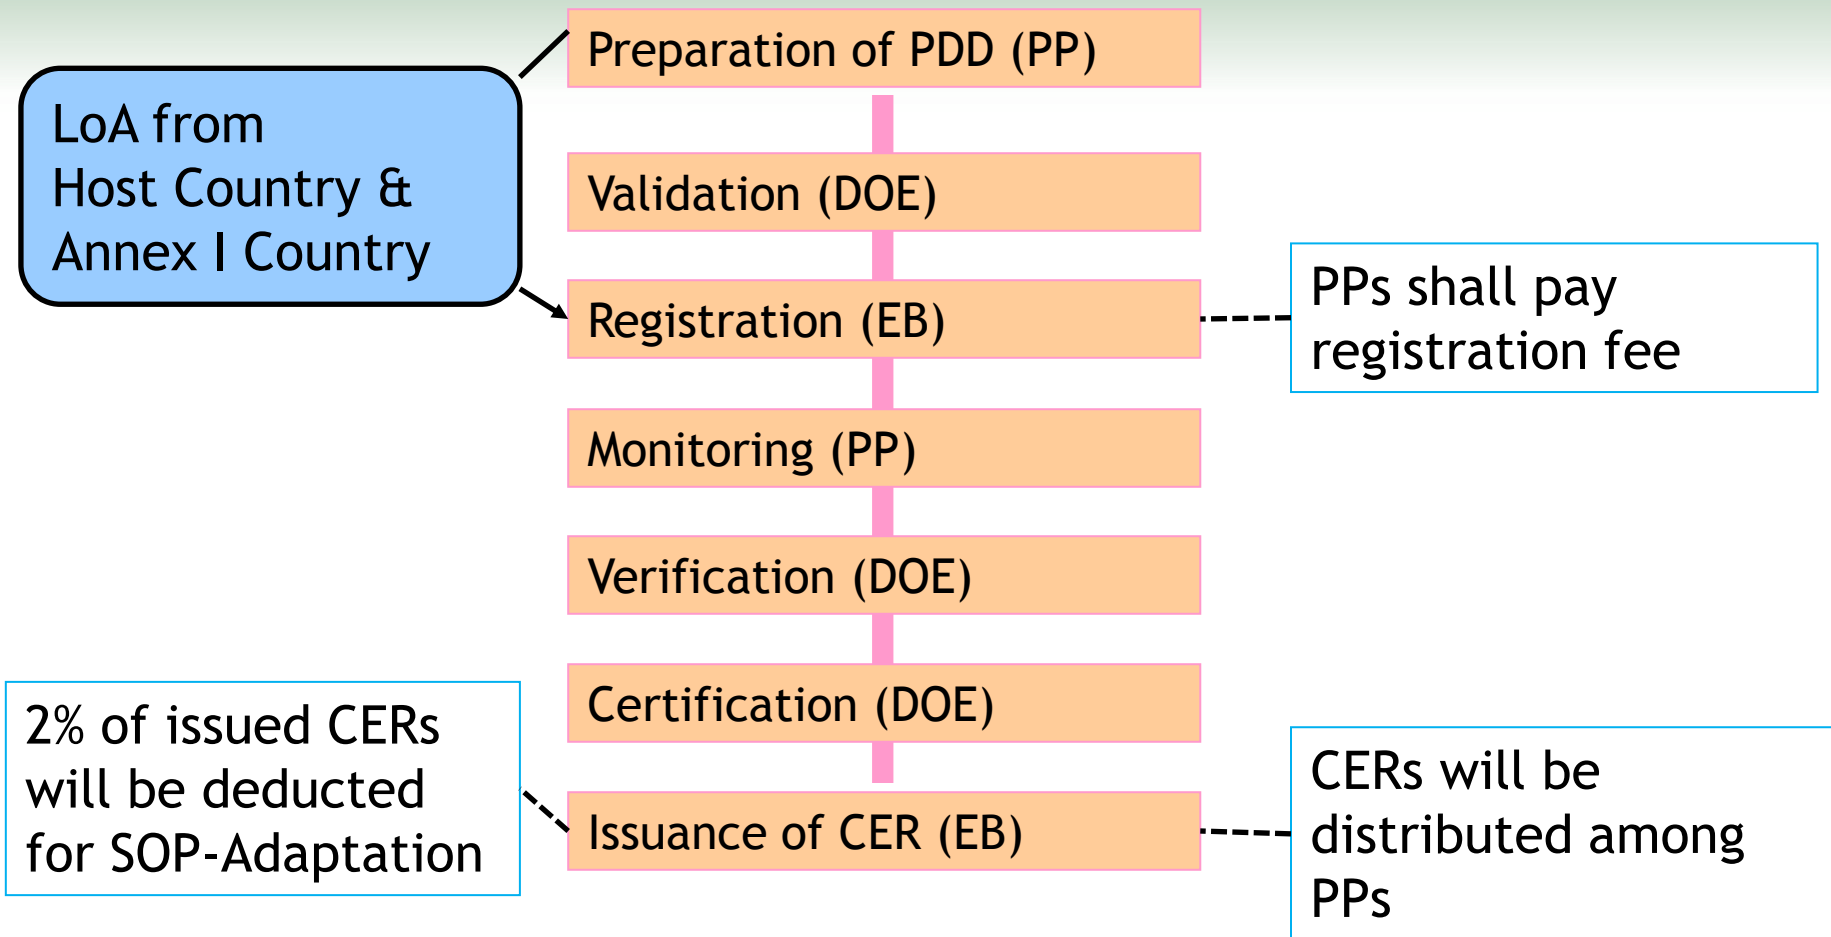 Preparation of PDD (PP)
LoA from
Host Country &
Annex I Country
Validation (DOE)
Registration (EB)
PPs shall pay
registration fee
Monitoring (PP)
Verification (DOE)
Certification (DOE)
2% of issued CERs
will be deducted
for SOP-Adaptation
Issuance of CER (EB)
CERs will be
distributed among
PPs